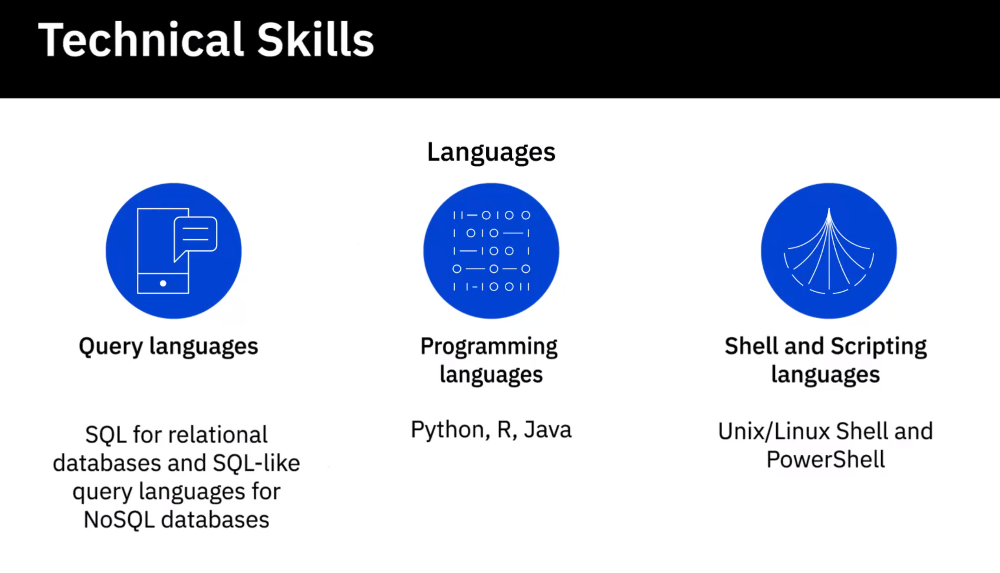 Technical Skills
Languages
Query languages
SQL for relational
databases and SQL-like
query languages for
NoSQL databases
Programming
languages
Python, R, Java
Shell and Scripting
languages
Unix/Linux Shell and
PowerShell